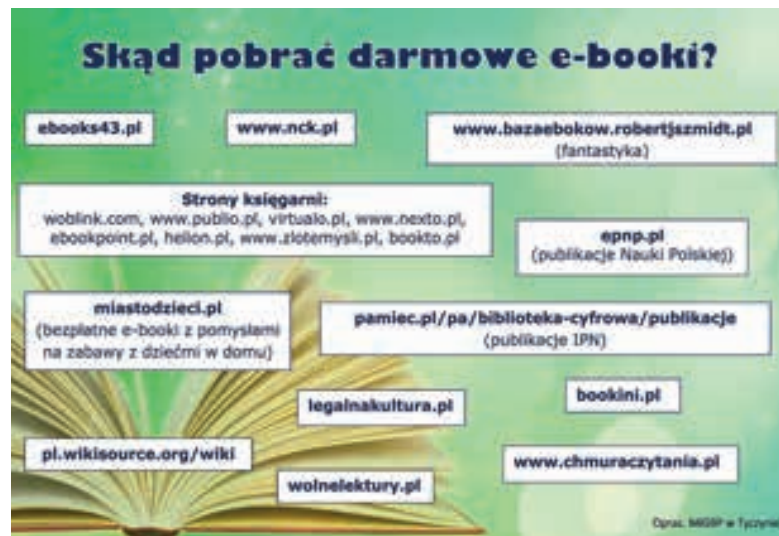 Skąd pobrać darmowe e-booki?
ebooks43.pl
www.nck.pl
www.bazaebokow.robertjszmidt.pl
(fantastyka)
Strony księgarni:
woblink.com, www.publio.pl, virtualo.pl, www.nexto.pl,
ebookpoint.pl, helion.pl, www.zlotemysli.pl, bookto.pl
epnp.pl
(publikacje Nauki Polskiej)
miastodzieci.pl
(bezpłatne e-booki z pomysłami
na zabawy z dziećmi w domu)
pamiec.pl/pa/biblioteka-cyfrowa/publikacje
(publikacje IPN)
legalnakultura.pl
bookini.pl
pl.wikisource.org/wiki
www.chmuraczytania.pl
wolnelektury.pl
Oprac. MiGBP w Tyczynie